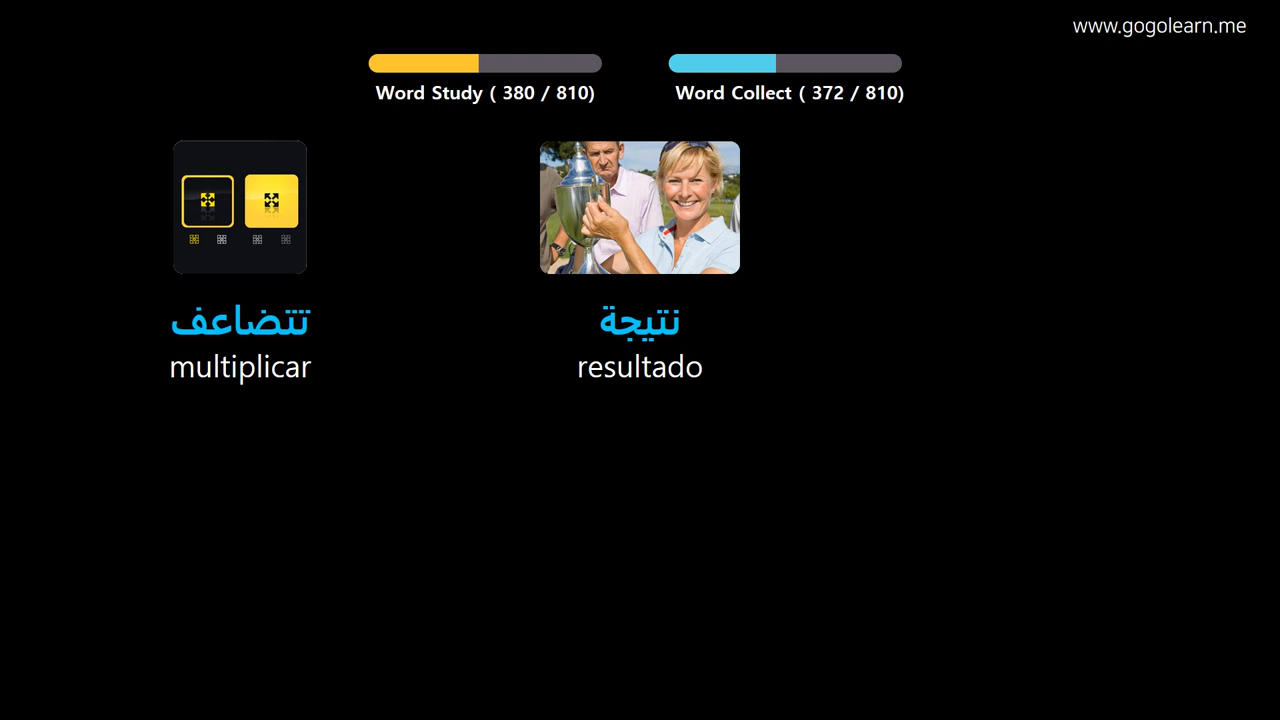 www.gogolearn.me
Word Study ( 380 / 810)
Word Collect ( 372 / 810)
تتضاعف
multiplicar
نتيجة
resultado